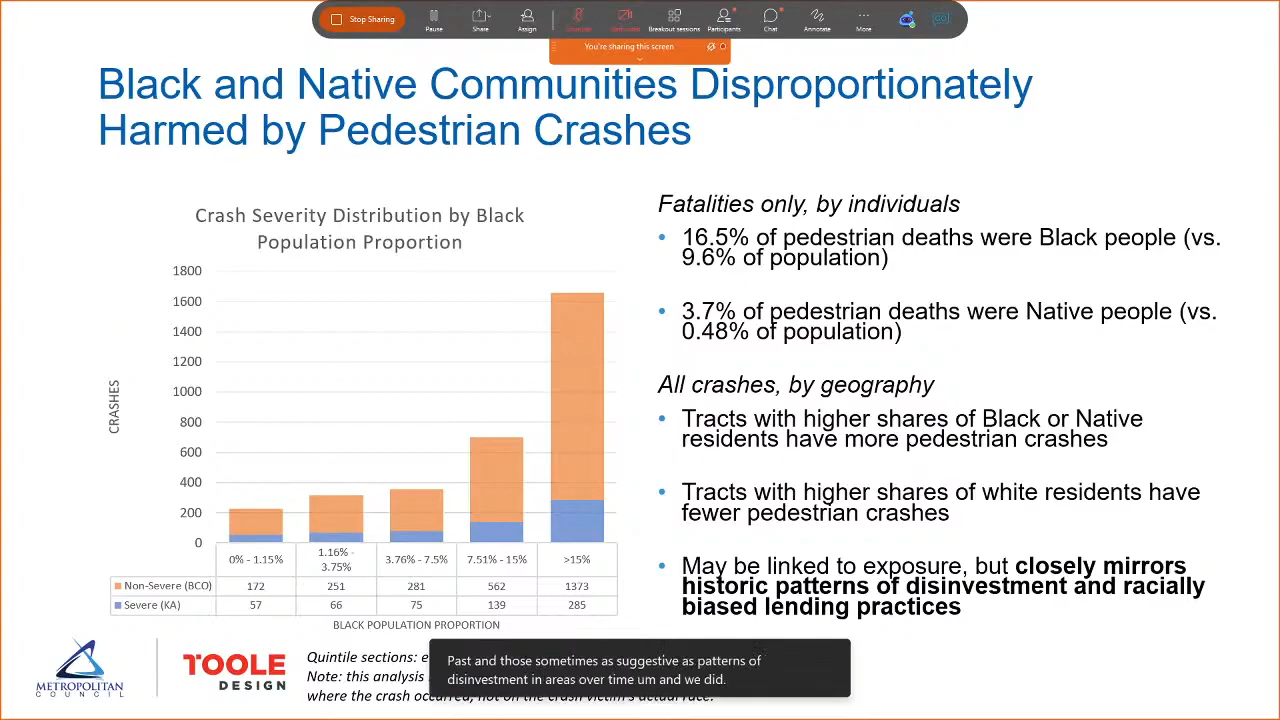 Stop Sharing
Pause
Share
Assign
Breakout sessions
Participants
Chat
Annotate
More
You're sharing this screen
Black and Native Communities Disproportionately
Harmed by Pedestrian Crashes
Crash Severity Distribution by Black
Population Proportion
1800
1600
1400
1200
1000
800
600
400
200
0
CRASHES
0% - 1.15% 1.16% - 3.75% 3.76% - 7.5% 7.51% - 15% >15%
Non-Severe (BCO) 172 251 281 562 1373
Severe (KA) 57 66 75 139 285
BLACK POPULATION PROPORTION
Fatalities only, by individuals
• 16.5% of pedestrian deaths were Black people (vs.
9.6% of population)
• 3.7% of pedestrian deaths were Native people (vs.
0.48% of population)
All crashes, by geography
• Tracts with higher shares of Black or Native
residents have more pedestrian crashes
• Tracts with higher shares of white residents have
fewer pedestrian crashes
• May be linked to exposure, but closely mirrors
historic patterns of disinvestment and racially
biased lending practices
METROPOLITAN
COUNCIL
TOOLE
DESIGN
Quintile sections:
Note: this analysis
where the crash occurred, not on the crash victim's actual race.
Past and those sometimes as suggestive as patterns of
disinvestment in areas over time um and we did.